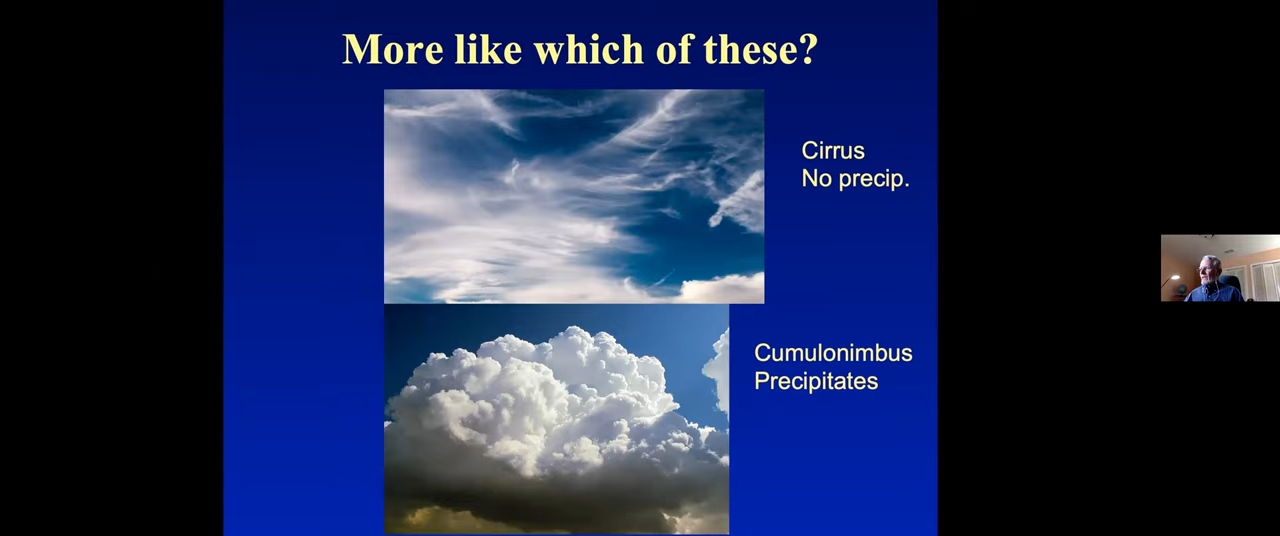 More like which of these?
Cirrus
No precip.
Cumulonimbus
Precipitates